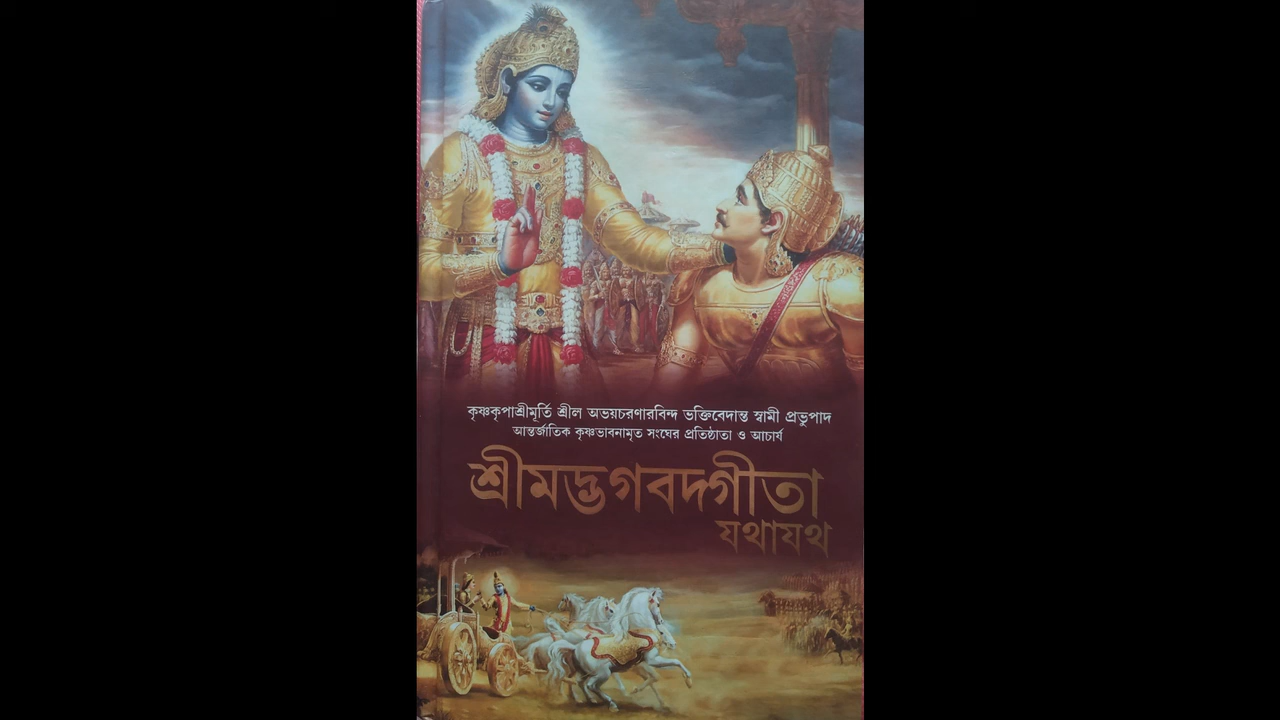 কৃষ্ণকৃপাশ্রীমূর্তি শ্রীল অভয়চরণারবিন্দ ভক্তিবেদান্ত স্বামী প্রভুপাদ
আন্তর্জাতিক কৃষ্ণভাবনামৃত সংঘের প্রতিষ্ঠাতা ও আচার্য
শ্রীমদ্ভগবদ্গীতা
যথাযথ